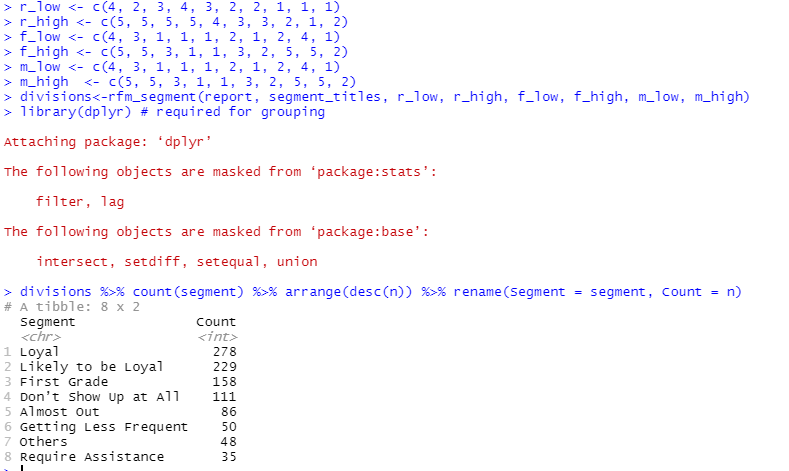 > r_low <- c(4, 2, 3, 4, 3, 2, 2, 1, 1, 1)
> r_high <- c(5, 5, 5, 5, 4, 3, 3, 2, 1, 2)
> f_low <- c(4, 3, 1, 1, 1, 2, 1, 2, 4, 1)
> f_high <- c(5, 5, 3, 1, 1, 3, 2, 5, 5, 2)
> m_low <- c(4, 3, 1, 1, 1, 2, 1, 2, 4, 1)
> m_high  <- c(5, 5, 3, 1, 1, 3, 2, 5, 5, 2)
> divisions<-rfm_segment(report, segment_titles, r_low, r_high, f_low, f_high, m_low, m_high)
> library(dplyr) # required for grouping
Attaching package: ‘dplyr’
The following objects are masked from ‘package:stats’:
filter, lag
The following objects are masked from ‘package:base’:
intersect, setdiff, setequal, union
> divisions %>% count(segment) %>% arrange(desc(n)) %>% rename(Segment = segment, Count = n)
# A tibble: 8 x 2
Segment Count
<chr> <int>
1 Loyal 278
2 Likely to be Loyal 229
3 First Grade 158
4 Don’t Show Up at All 111
5 Almost Out 86
6 Getting Less Frequent 50
7 Others 48
8 Require Assistance 35
>